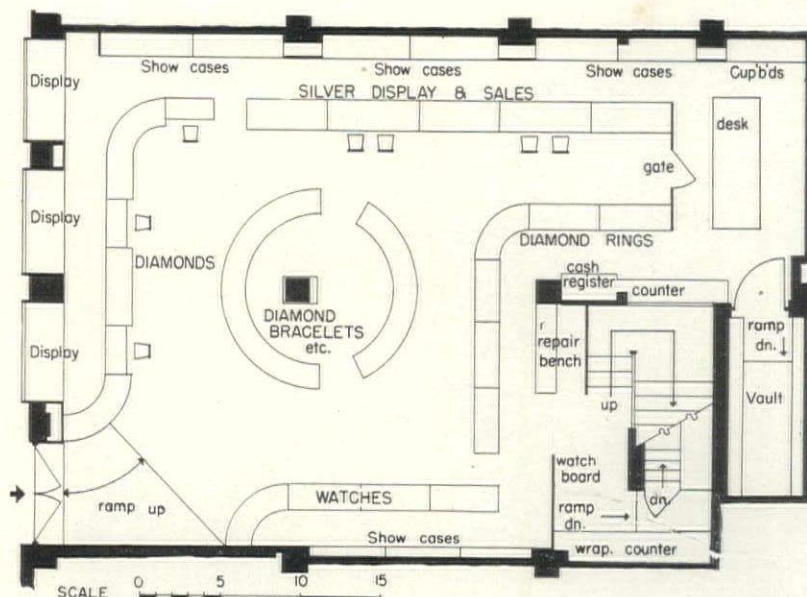 Show cases
Show cases
Show cases
Cup'b'ds
Display
SILVER DISPLAY & SALES
desk
gate
Display
DIAMONDS
DIAMOND RINGS
cash
register
counter
DIAMOND
BRACELETS
etc.
Display
repair
bench
ramp
dn.
up
Vault
watch
board
WATCHES
ramp up
ramp
dn.
dn.
Show cases
wrap. counter
SCALE
0 5 10 15